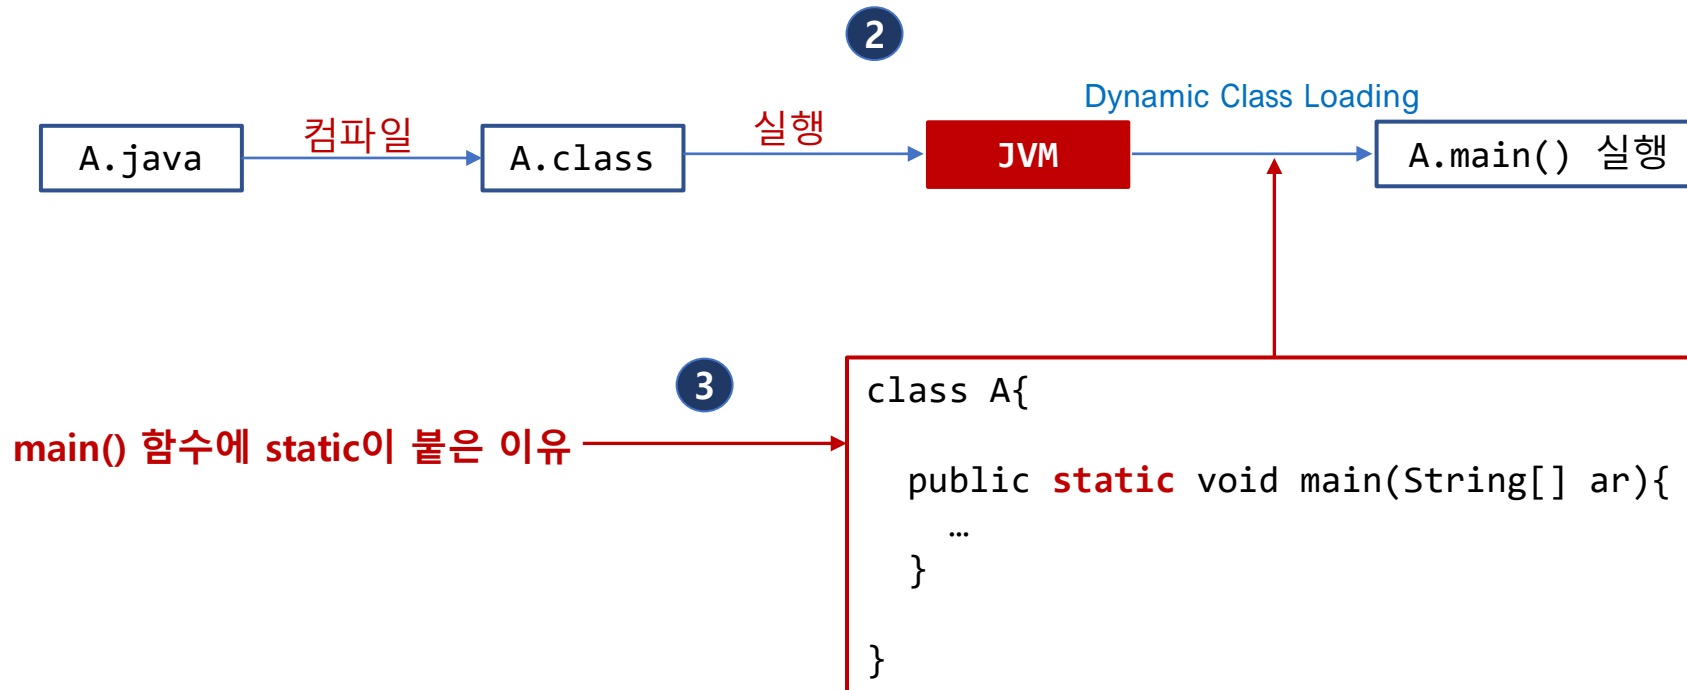 2
Dynamic Class Loading
A.java
컴파일
A.class
실행
JVM
A.main() 실행
3
main() 함수에 static이 붙은 이유
class A{
public static void main(String[] ar){
…
}
}